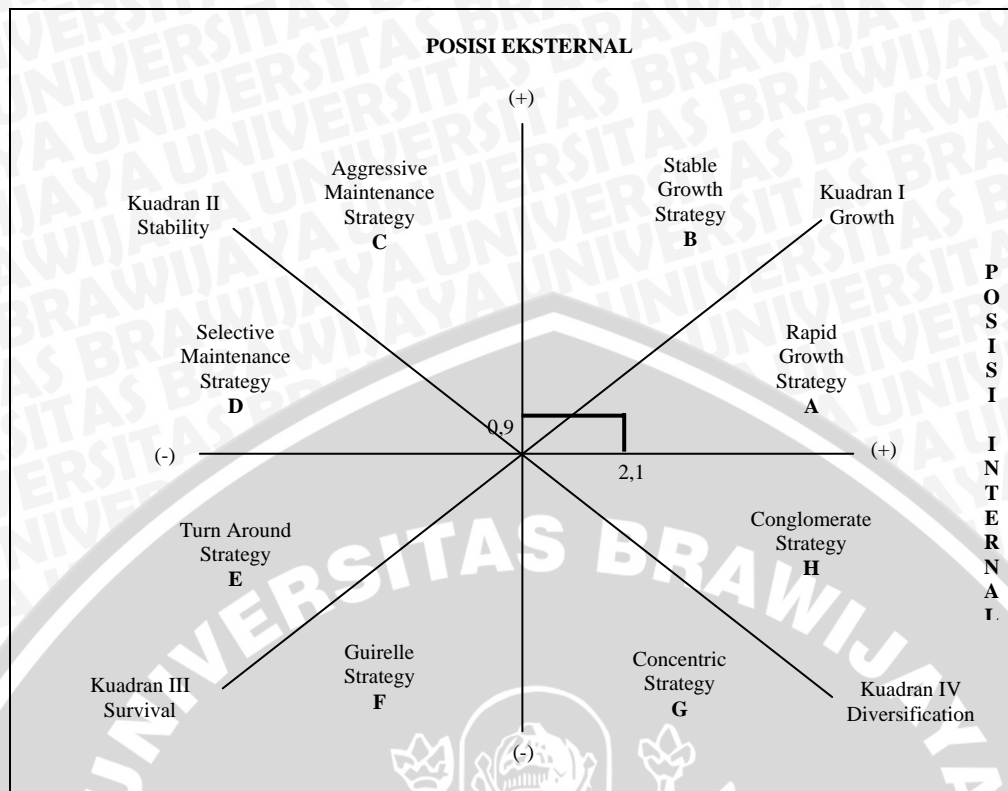 POSISI EKSTERNAL
(+)
Aggressive
Maintenance
Strategy
C
Stable
Growth
Strategy
B
Kuadran II
Stability
Kuadran I
Growth
Selective
Maintenance
Strategy
D
Rapid
Growth
Strategy
A
P
O
S
I
S
I
I
N
T
E
R
N
A
L
0,9
(-)
(+)
2,1
Turn Around
Strategy
E
Conglomerate
Strategy
H
Guirelle
Strategy
F
Concentric
Strategy
G
Kuadran III
Survival
Kuadran IV
Diversification
(-)
UNIVERSITAS BRAWIJAYA